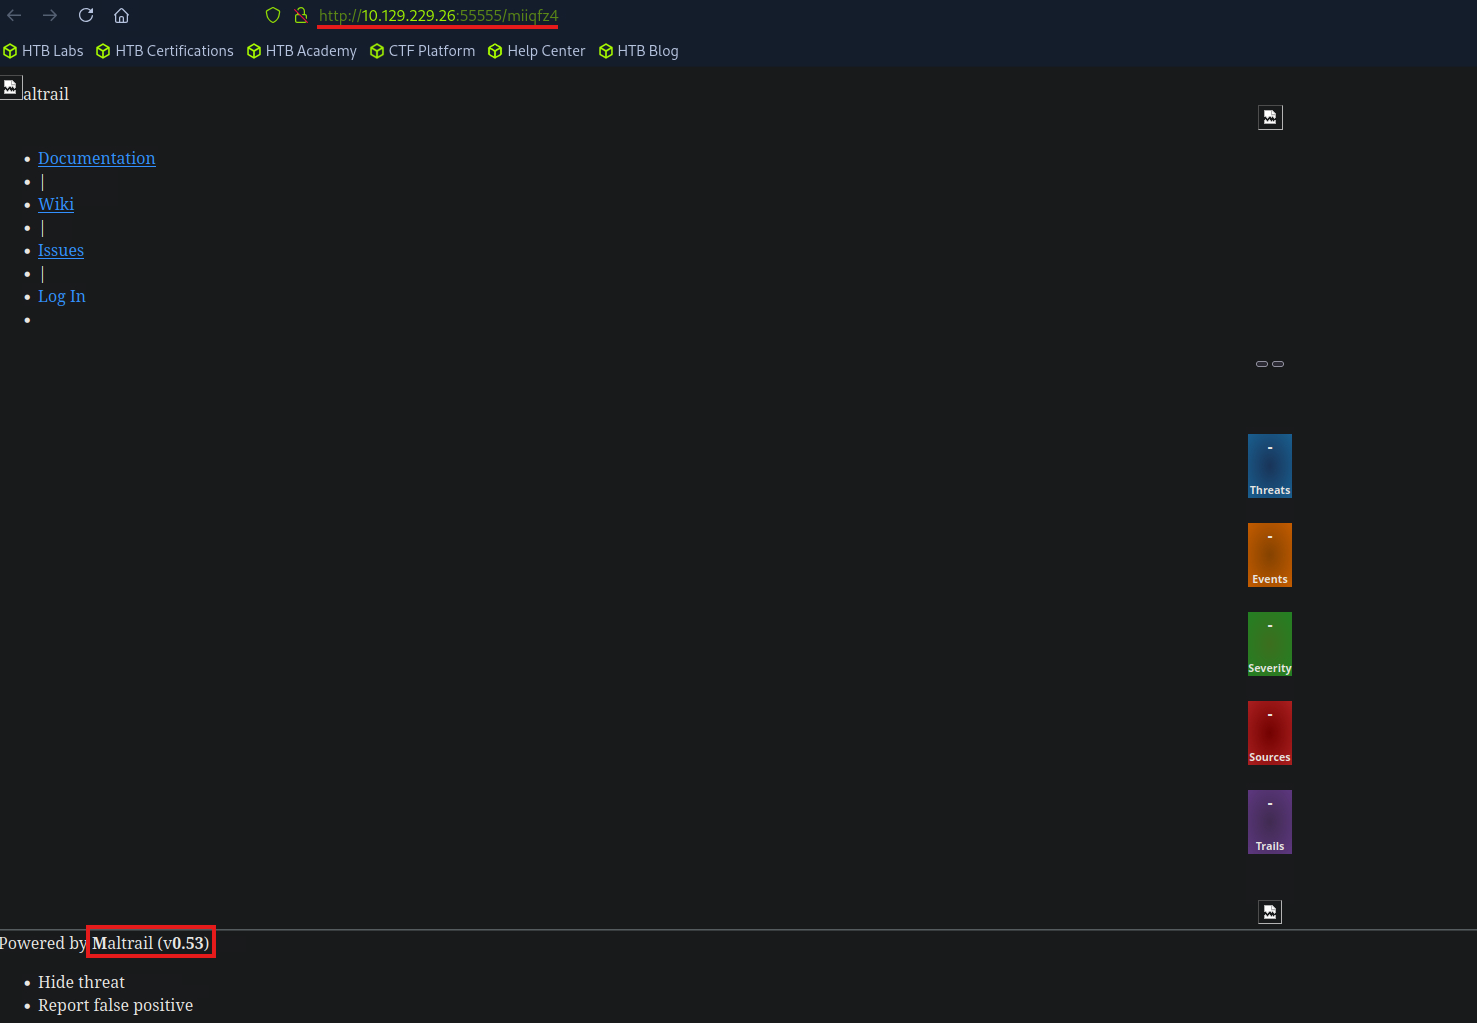 http://10.129.229.26:55555/miiqfz4
HTB Labs HTB Certifications HTB Academy CTF Platform Help Center HTB Blog
altrail
Documentation
|
Wiki
|
Issues
|
Log In
-
Threats
-
Events
-
Severity
-
Sources
-
Trails
Powered by Maltrail (v0.53)
Hide threat
Report false positive